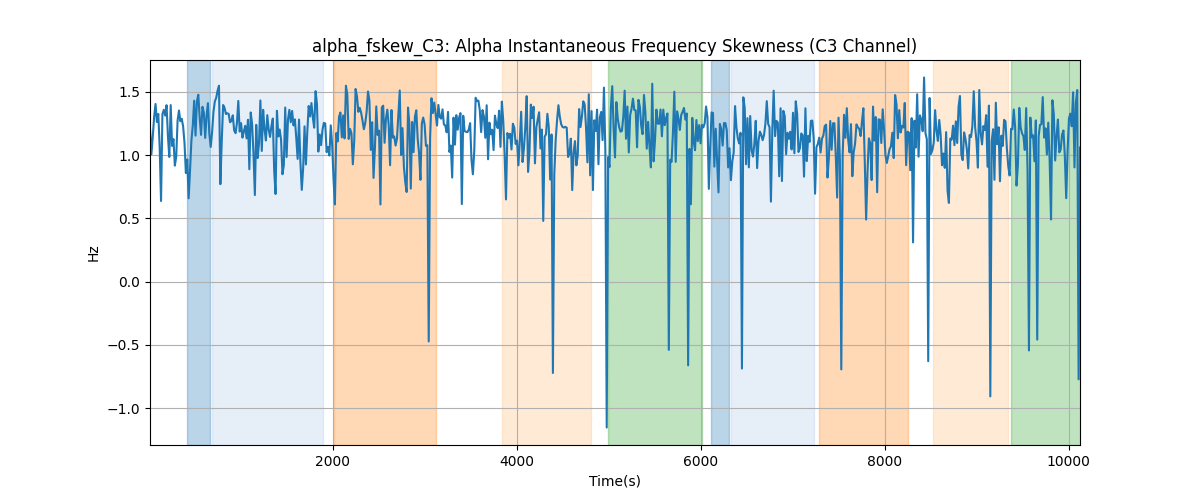 alpha_fskew_C3: Alpha Instantaneous Frequency Skewness (C3 Channel)
1.5
1.0
0.5
0.0
−0.5
−1.0
Hz
2000 4000 6000 8000 10000
Time(s)